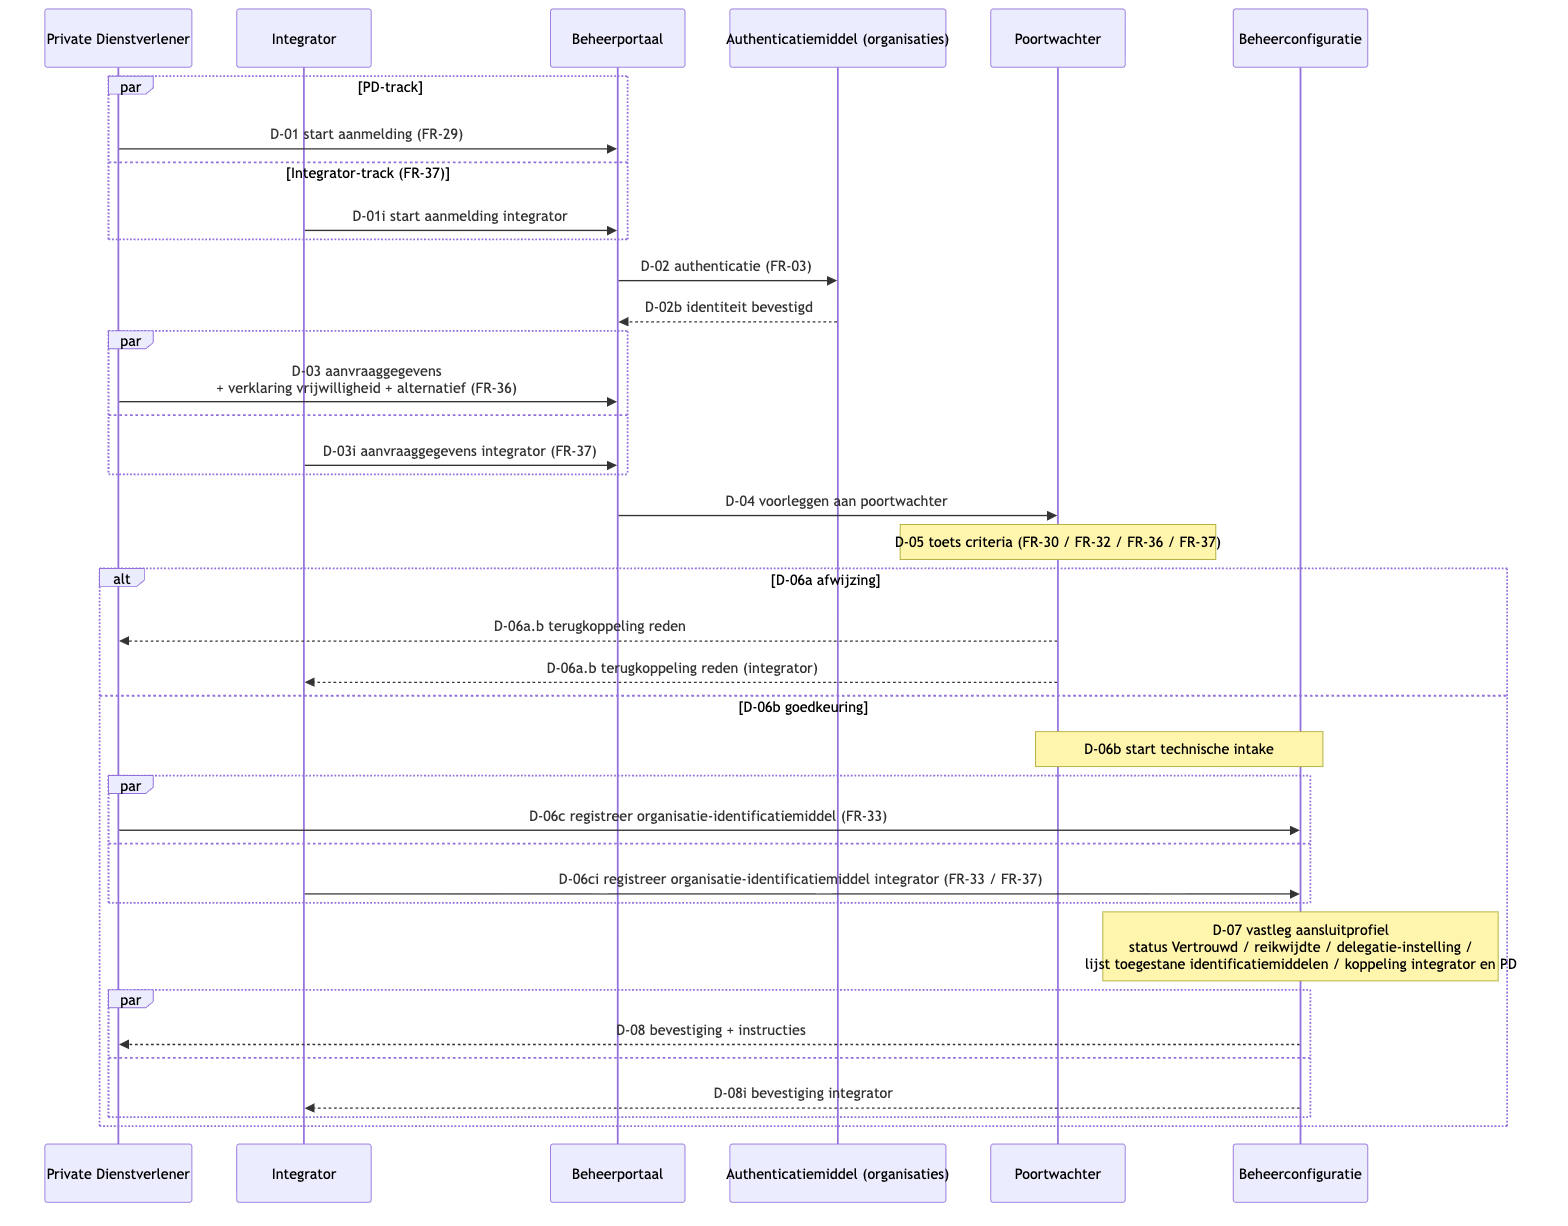 Private Dienstverlener
Integrator
Beheerportaal
Authenticatiemiddel (organisaties)
Poortwachter
Beheerconfiguratie
par
[PD-track]
D-01 start aanmelding (FR-29)
[Integrator-track (FR-37)]
D-01i start aanmelding integrator
D-02 authenticatie (FR-03)
D-02b identiteit bevestigd
par
D-03 aanvraaggegevens
+ verklaring vrijwilligheid + alternatief (FR-36)
D-03i aanvraaggegevens integrator (FR-37)
D-04 voorleggen aan poortwachter
D-05 toets criteria (FR-30 / FR-32 / FR-36 / FR-37)
alt
[D-06a afwijzing]
D-06a.b terugkoppeling reden
D-06a.b terugkoppeling reden (integrator)
[D-06b goedkeuring]
D-06b start technische intake
par
D-06c registreer organisatie-identificatiemiddel (FR-33)
D-06ci registreer organisatie-identificatiemiddel integrator (FR-33 / FR-37)
D-07 vastleg aansluitprofiel
status Vertrouwd / reikwijdte / delegatie-instelling /
lijst toegestane identificatiemiddelen / koppeling integrator en PD
par
D-08 bevestiging + instructies
D-08i bevestiging integrator
Private Dienstverlener
Integrator
Beheerportaal
Authenticatiemiddel (organisaties)
Poortwachter
Beheerconfiguratie